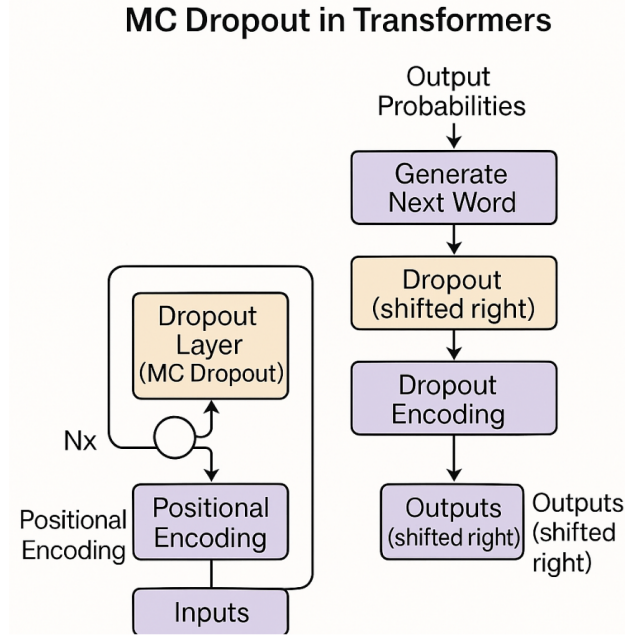 MC Dropout in Transformers
Output
Probabilities
Generate
Next Word
Dropout
(shifted right)
Dropout
Encoding
Outputs
(shifted right)
Outputs
(shifted
right)
Dropout
Layer
(MC Dropout)
Nx
Positional
Encoding
Positional
Encoding
Inputs